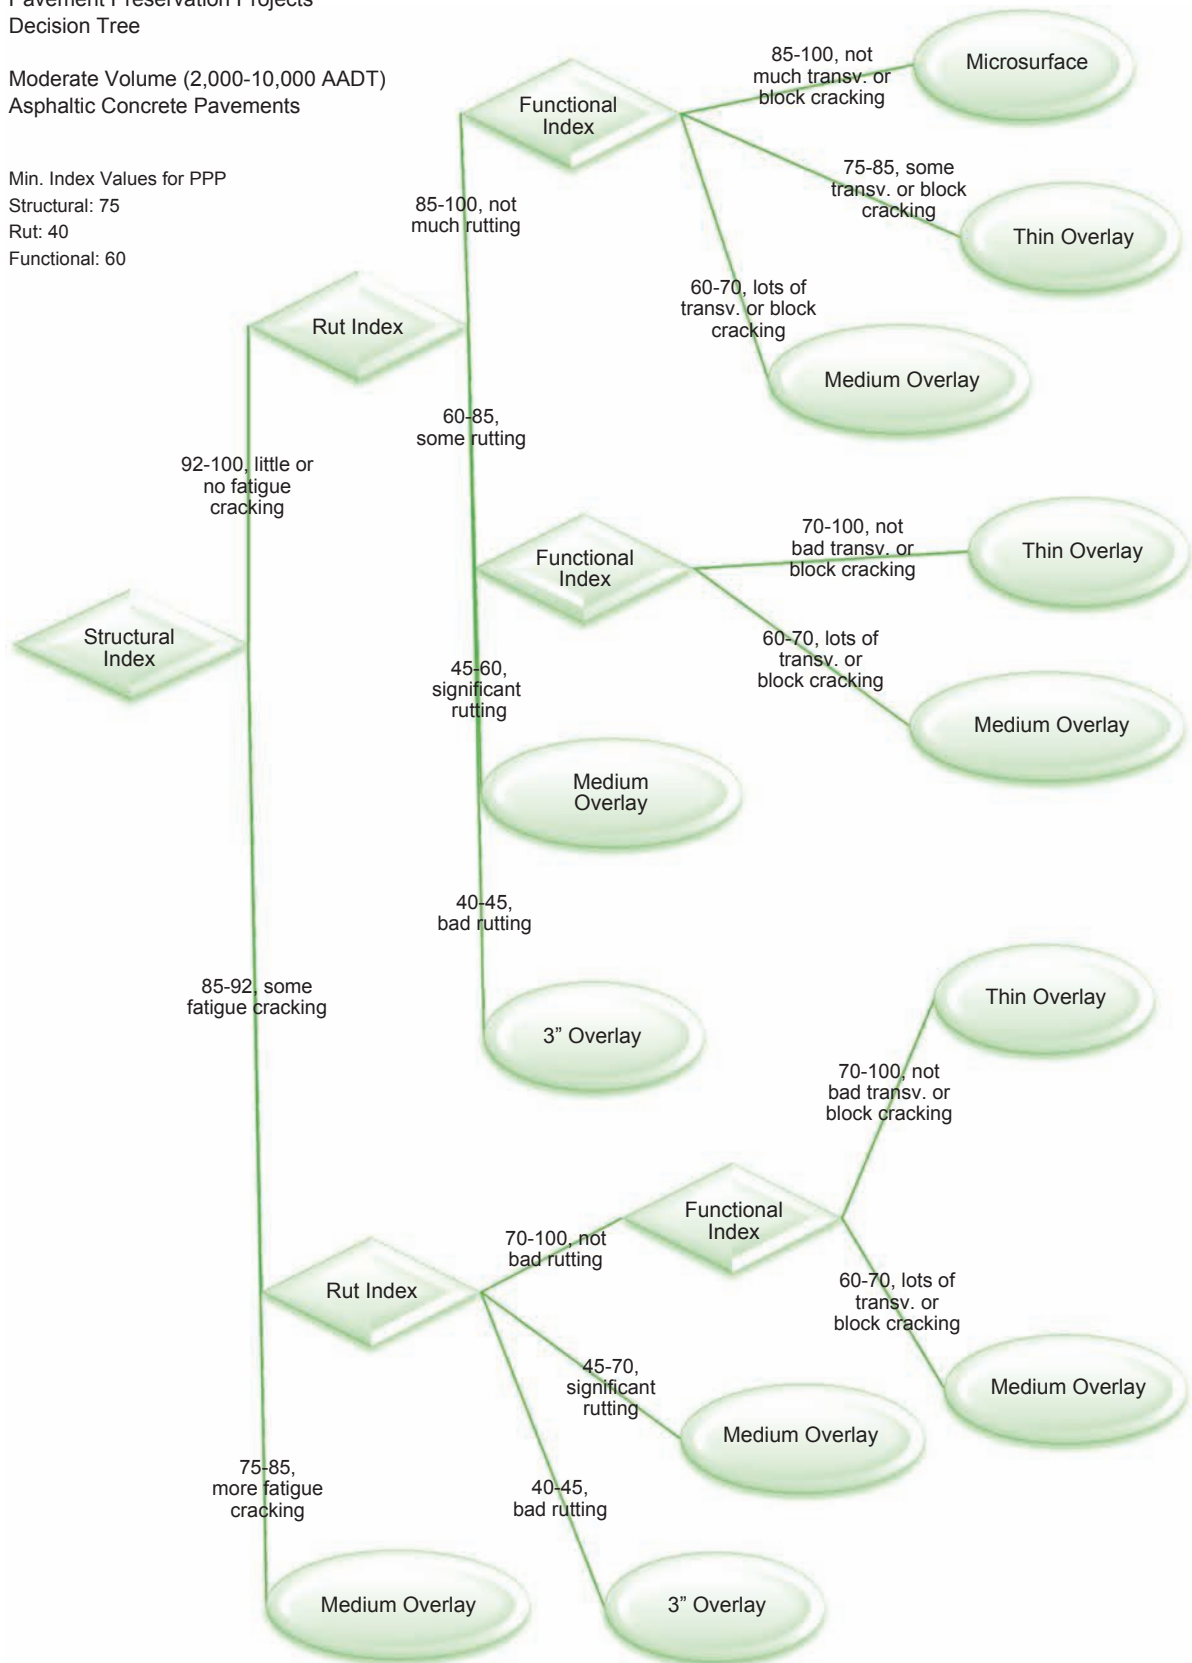 Pavement Preservation Projects
Decision Tree
Moderate Volume (2,000-10,000 AADT)
Asphaltic Concrete Pavements
Min. Index Values for PPP
Structural: 75
Rut: 40
Functional: 60
Structural
Index
92-100, little or
no fatigue
cracking
Rut Index
85-100, not
much rutting
Functional
Index
85-100, not
much transv. or
block cracking
Microsurface
75-85, some
transv. or block
cracking
Thin Overlay
60-70, lots of
transv. or block
cracking
Medium Overlay
60-85,
some rutting
Functional
Index
70-100, not
bad transv. or
block cracking
Thin Overlay
60-70, lots of
transv. or
block cracking
Medium Overlay
45-60,
significant
rutting
Medium
Overlay
40-45,
bad rutting
3” Overlay
85-92, some
fatigue cracking
Rut Index
70-100, not
bad rutting
Functional
Index
70-100, not
bad transv. or
block cracking
Thin Overlay
60-70, lots of
transv. or
block cracking
Medium Overlay
45-70,
significant
rutting
Medium Overlay
40-45,
bad rutting
3” Overlay
75-85,
more fatigue
cracking
Medium Overlay